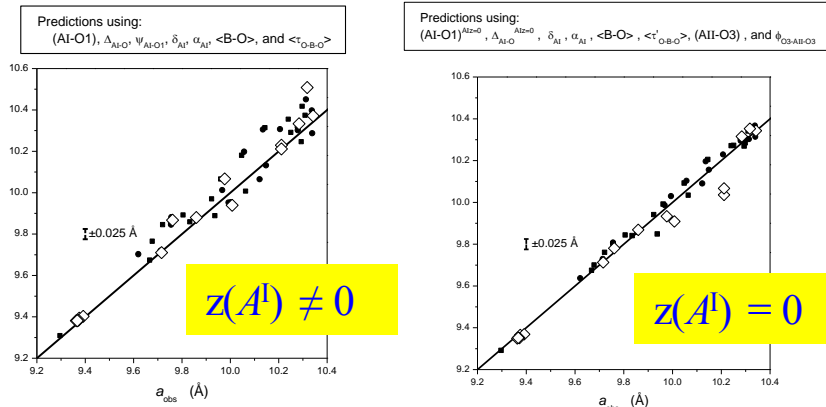 Predictions using:
(AI-O1), Δ_AI-O, ψ_AI-O1, δ_AI, α_AI, <B-O>, and <τ_O-B-O>
10.6
10.4
10.2
10.0
9.8
9.6
9.4
9.2
±0.025 Å
z(A^I) ≠ 0
9.2 9.4 9.6 9.8 10.0 10.2 10.4
a_obs (Å)
Predictions using:
(AI-O1)^AIz=0, Δ_AI-O^AIz=0, δ_AI, α_AI, <B-O>, <τ'_O-B-O>, (AII-O3), and ϕ_O3-AII-O3
10.6
10.4
10.2
10.0
9.8
9.6
9.4
9.2
±0.025 Å
z(A^I) = 0
9.2 9.4 9.6 9.8 10.0 10.2 10.4
a_obs (Å)